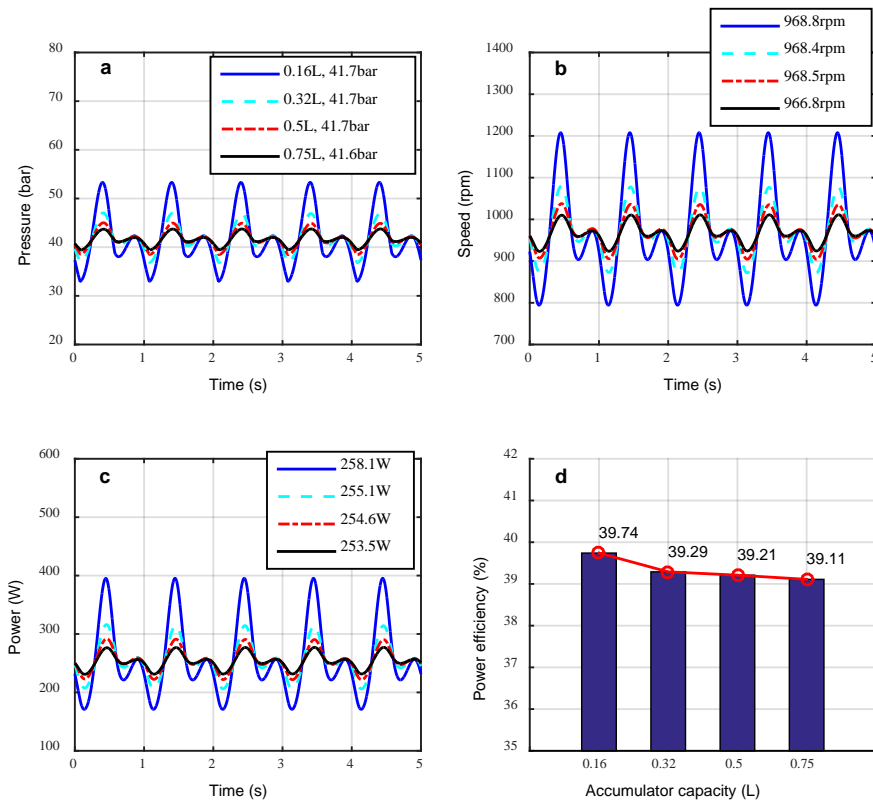 a
80
70
60
50
40
30
20
0
1
2
3
4
5
Pressure (bar)
Time (s)
0.16L, 41.7bar
0.32L, 41.7bar
0.5L, 41.7bar
0.75L, 41.6bar
b
1400
1300
1200
1100
1000
900
800
700
0
1
2
3
4
5
Speed (rpm)
Time (s)
968.8rpm
968.4rpm
968.5rpm
966.8rpm
c
600
500
400
300
200
100
0
1
2
3
4
5
Power (W)
Time (s)
258.1W
255.1W
254.6W
253.5W
d
42
41
40
39
38
37
36
35
39.74
39.29
39.21
39.11
0.16
0.32
0.5
0.75
Power efficiency (%)
Accumulator capacity (L)